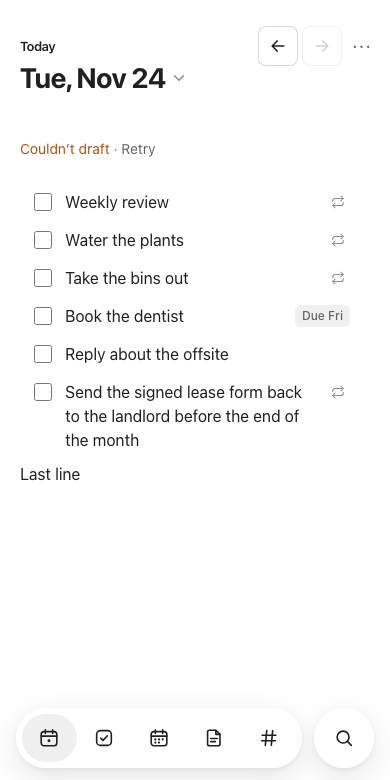 Today
Tue, Nov 24
Couldn’t draft · Retry
Weekly review
Water the plants
Take the bins out
Book the dentist Due Fri
Reply about the offsite
Send the signed lease form back
to the landlord before the end of
the month
Last line